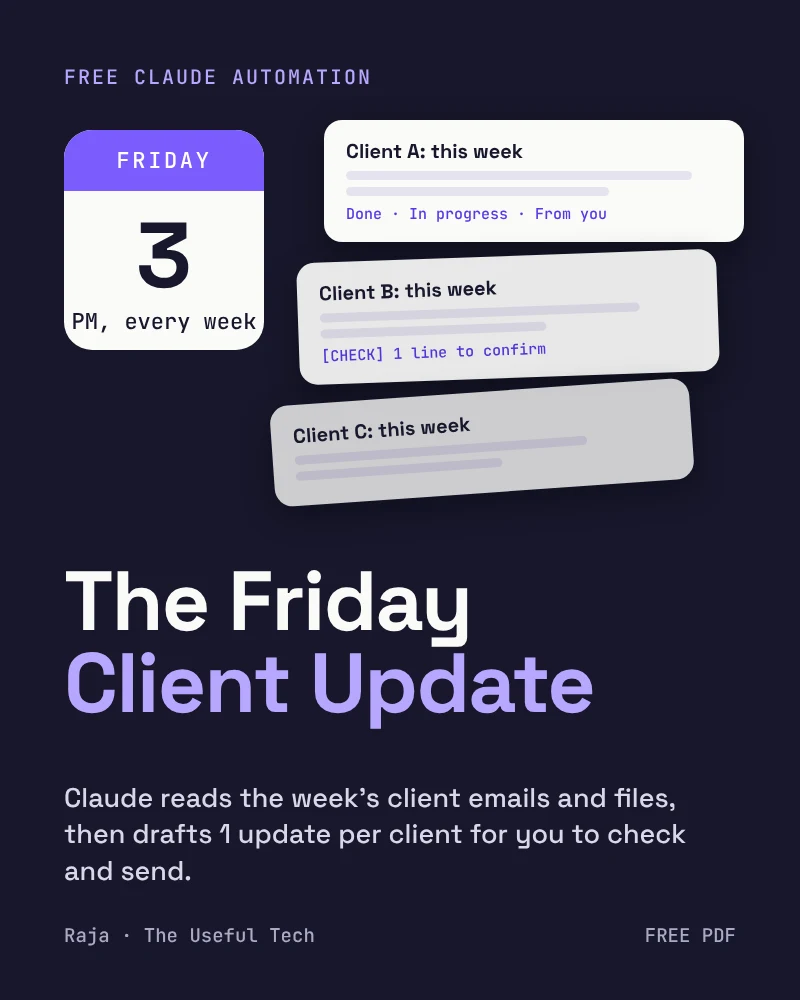 FREE CLAUDE AUTOMATION
FRIDAY
3
PM, every week
Client A: this week
Done · In progress · From you
Client B: this week
[CHECK] 1 line to confirm
Client C: this week
The Friday
Client Update
Claude reads the week’s client emails and files,
then drafts 1 update per client for you to check
and send.
Raja · The Useful Tech
FREE PDF